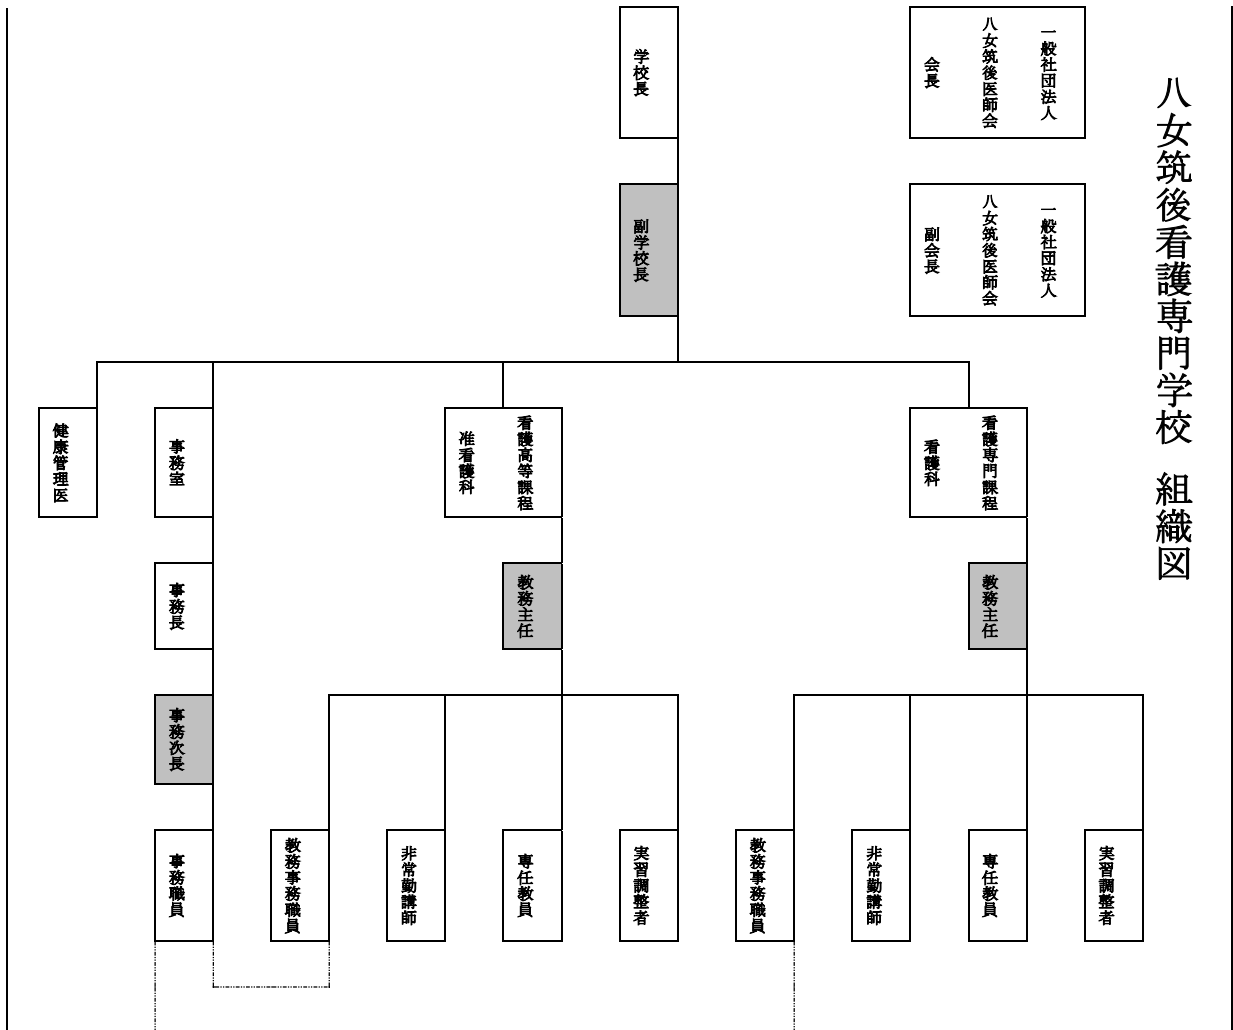 八女筑後看護専門学校 組織図
一般社団法人
八女筑後医師会
会長
学校長
一般社団法人
八女筑後医師会
副会長
副学校長
看護専門課程
看護科
看護高等課程
准看護科
事務室
健康管理医
教務主任
教務主任
事務長
事務次長
実習調整者
専任教員
非常勤講師
教務事務職員
実習調整者
専任教員
非常勤講師
教務事務職員
事務職員